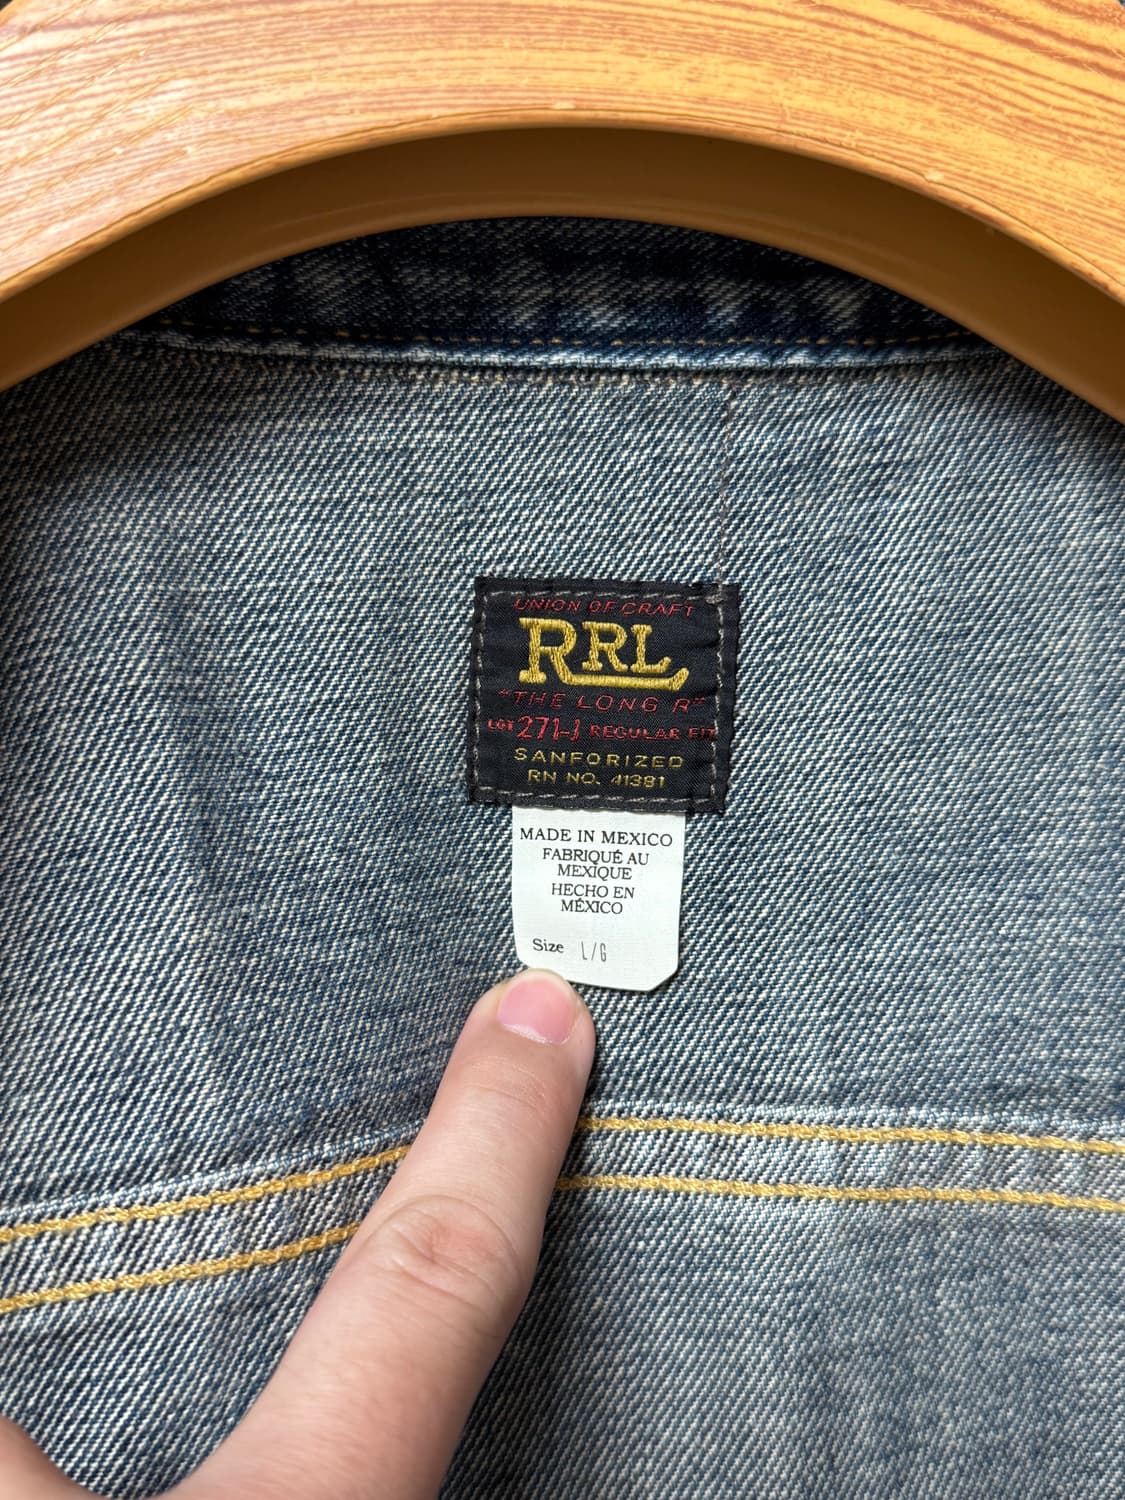 UNION OF CRAFT
RRL
"THE LONG R"
LOT 271-J REGULAR FIT
SANFORIZED
RN NO. 41381
MADE IN MEXICO
FABRIQUÉ AU
MEXIQUE
HECHO EN
MÉXICO
Size L/G